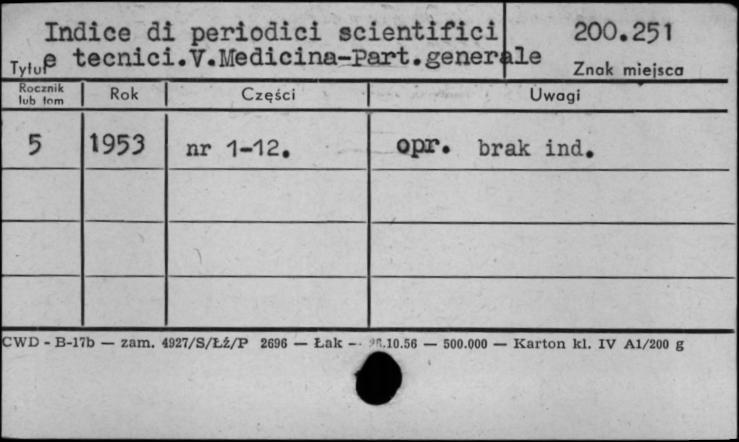 Indice di periodici scientifici 200.251
Tytuł e tecnici.V.Medicina-Part.generale Znak miejsca
Rocznik lub tom Rok Części Uwagi
5 1953 nr 1-12. opr. brak ind.
CWD - B-17b — zam. 4927/S/Łź/P 2696 — Łak — .10.56 — 500.000 — Karton kl. IV A1/200 g